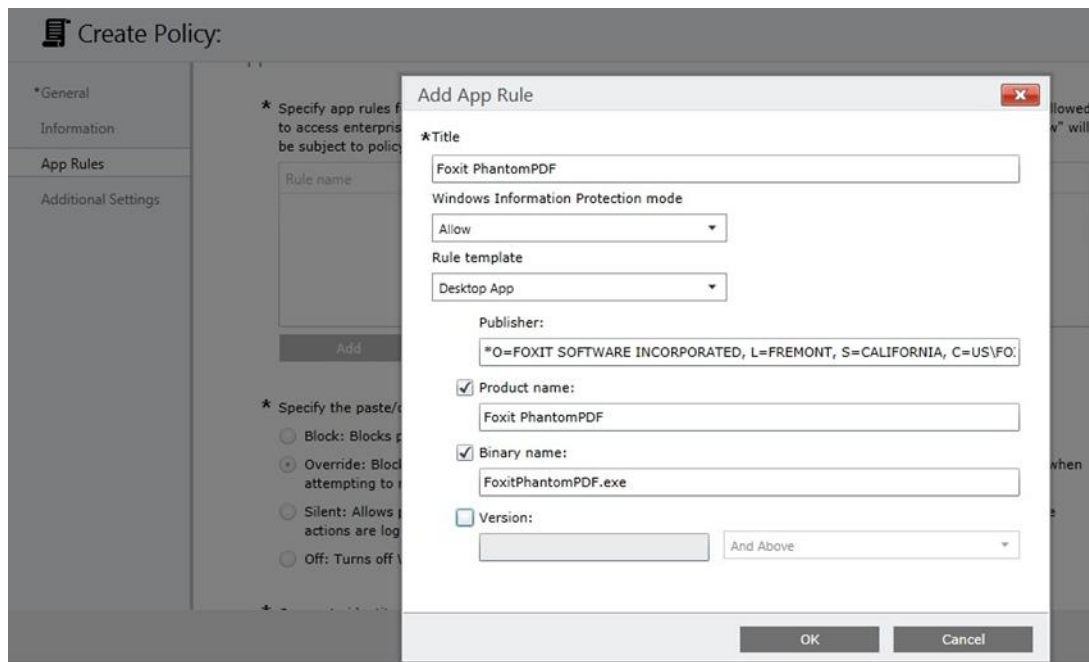 Create Policy:
*General
Information
App Rules
Additional Settings
* Specify app rules f
to access enterpris
be subject to policy
Rule name
Add
* Specify the paste/
Block: Blocks p
Override: Bloc
attempting to
Silent: Allows
actions are log
Off: Turns off
llowed
w" will
when
e
Add App Rule
*Title
Foxit PhantomPDF
Windows Information Protection mode
Allow
Rule template
Desktop App
Publisher:
*O=FOXIT SOFTWARE INCORPORATED, L=FREMONT, S=CALIFORNIA, C=US\FO
Product name:
Foxit PhantomPDF
Binary name:
FoxitPhantomPDF.exe
Version:
And Above
OK
Cancel